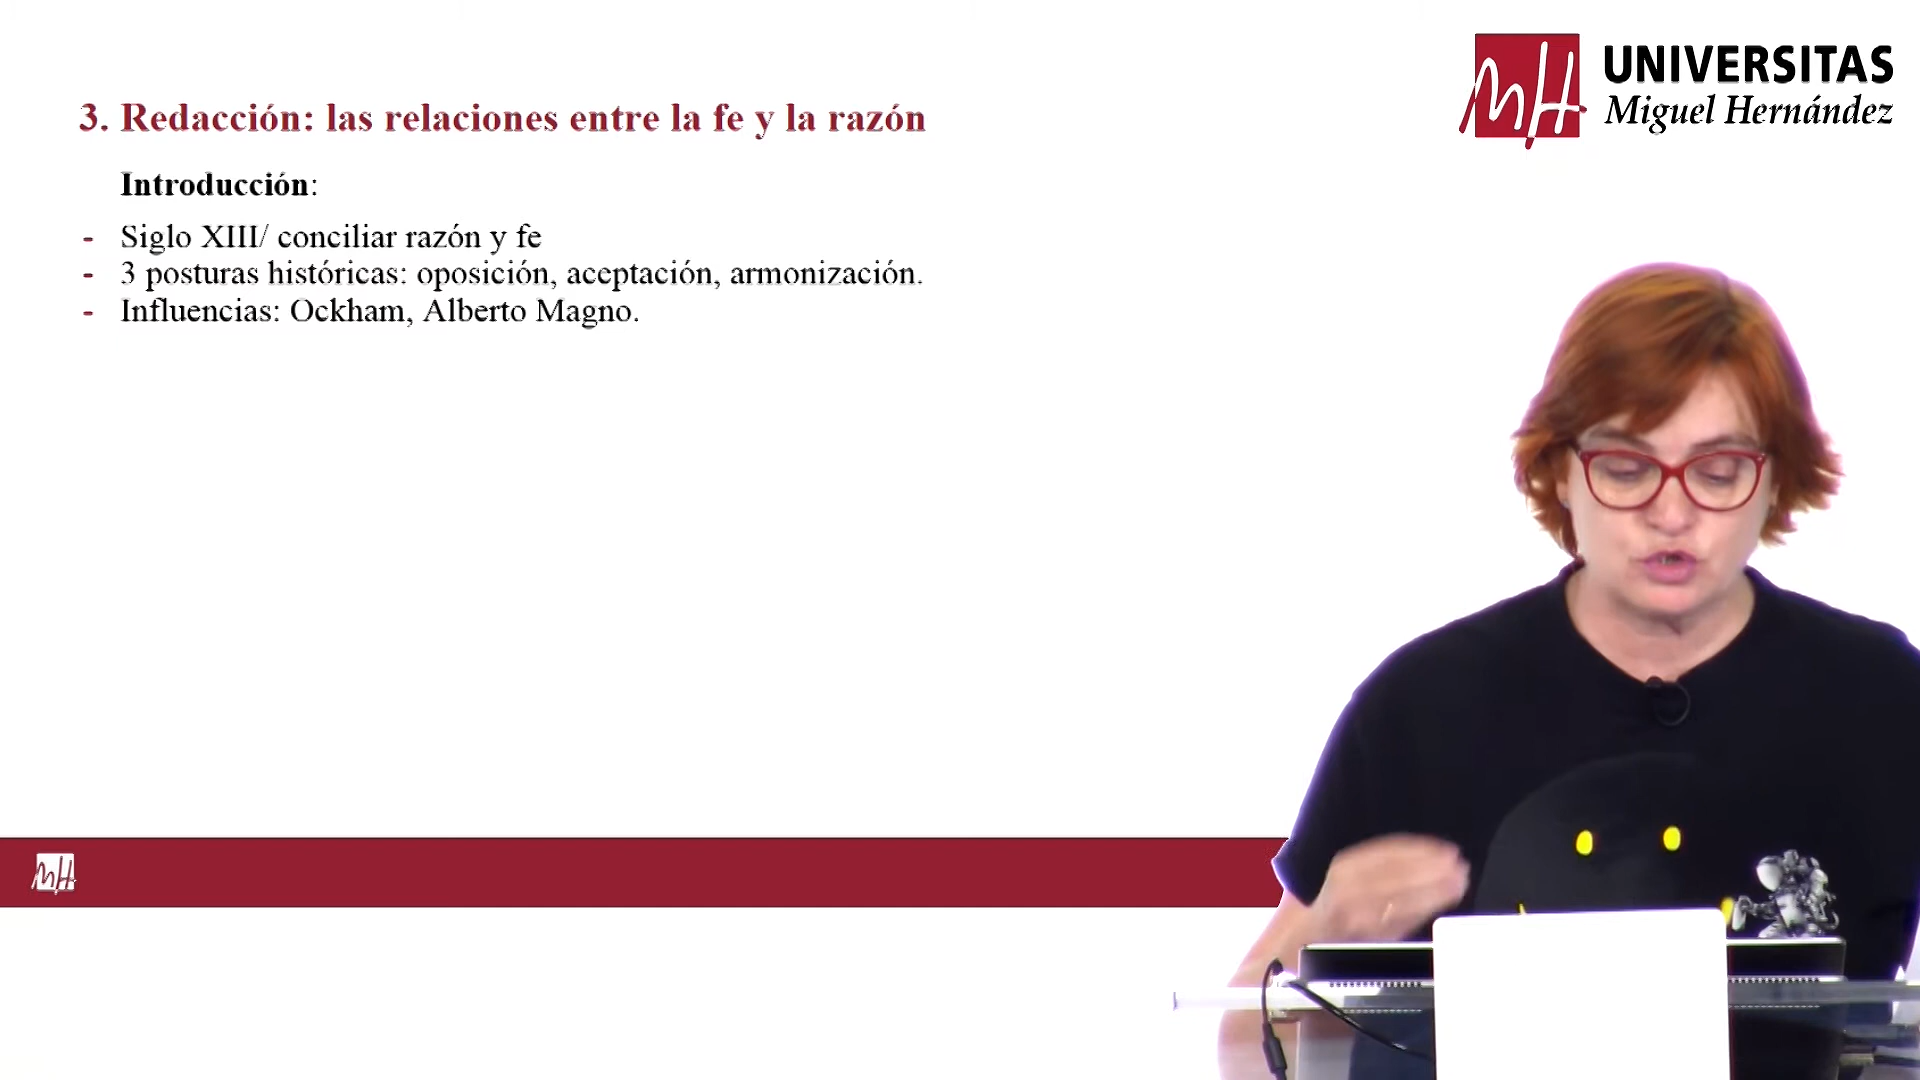 UNIVERSITAS
Miguel Hernández
3. Redacción: las relaciones entre la fe y la razón
Introducción:
- Siglo XIII/ conciliar razón y fe
- 3 posturas históricas: oposición, aceptación, armonización.
- Influencias: Ockham, Alberto Magno.
MH